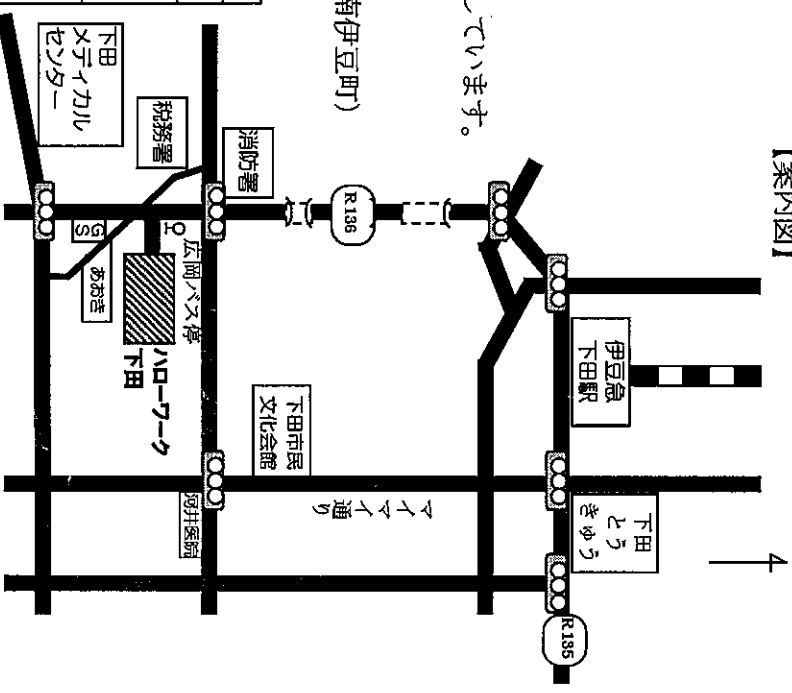 【案内図】
しています。
南伊豆町)
4
下田
メディカル
センター
税務署
消防署
R136
GS
あおき
広岡バス停
ハローワーク
下田
伊豆急
下田駅
下田市民
文化会館
マイマイ通り
河井医院
下田
とう
きゅう
R135